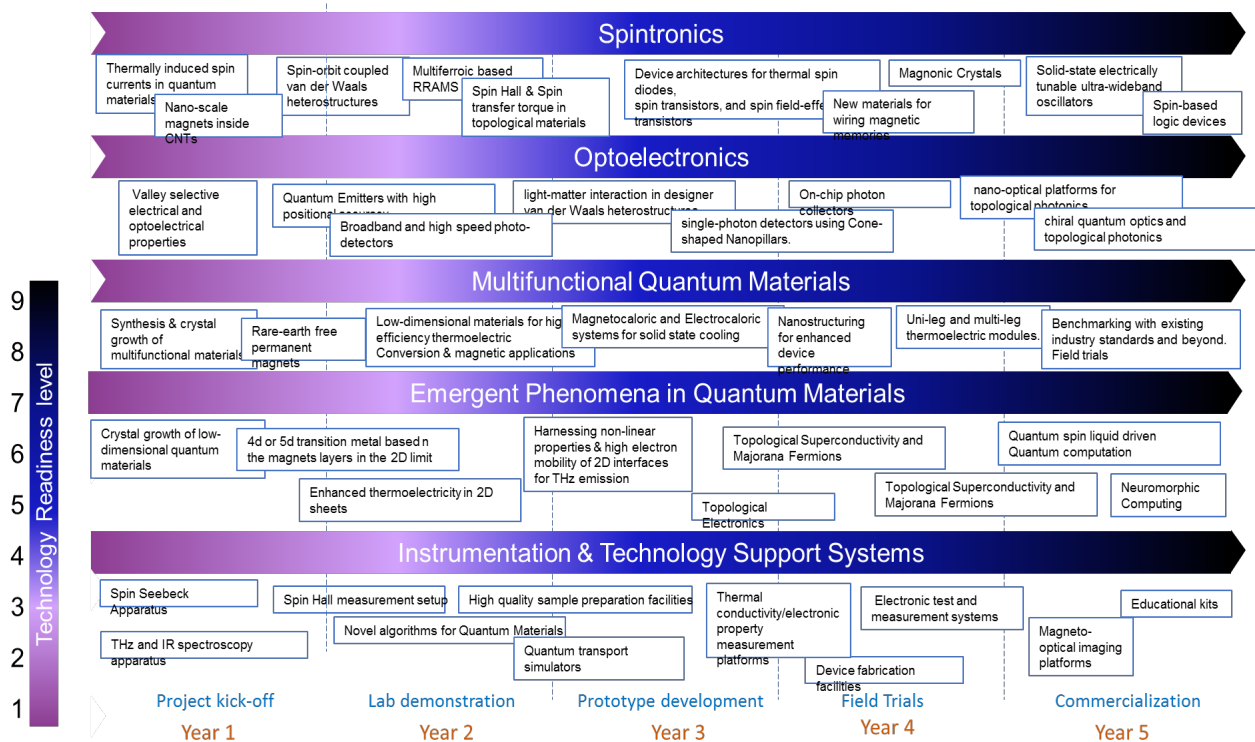 Spintronics
Thermally induced spin
currents in quantum
materials
Nano-scale
magnets inside
CNTs
Spin-orbit coupled
van der Waals
heterostructures
Multiferroic based
RRAMS
Spin Hall & Spin
transfer torque in
topological materials
Device architectures for thermal spin
diodes,
spin transistors, and spin field-effe
transistors
Magnonic Crystals
New materials for
wiring magnetic
memories
Solid-state electrically
tunable ultra-wideband
oscillators
Spin-based
logic devices
Optoelectronics
Valley selective
electrical and
optoelectrical
properties
Quantum Emitters with high
positional accuracy
Broadband and high speed photo-
detectors
light-matter interaction in designer
van der Waals heterostructures
single-photon detectors using Cone-
shaped Nanopillars.
On-chip photon
collectors
nano-optical platforms for
topological photonics
chiral quantum optics and
topological photonics
Multifunctional Quantum Materials
Synthesis & crystal
growth of
multifunctional materials
Rare-earth free
permanent
magnets
Low-dimensional materials for hig
efficiency thermoelectric
Conversion & magnetic applications
Magnetocaloric and Electrocaloric
systems for solid state cooling
Nanostructuring
for enhanced
device
performance
Uni-leg and multi-leg
thermoelectric modules.
Benchmarking with existing
industry standards and beyond.
Field trials
Emergent Phenomena in Quantum Materials
Crystal growth of low-
dimensional quantum
materials
4d or 5d transition metal based n
the magnets layers in the 2D limit
Enhanced thermoelectricity in 2D
sheets
Harnessing non-linear
properties & high electron
mobility of 2D interfaces
for THz emission
Topological Superconductivity and
Majorana Fermions
Topological
Electronics
Topological Superconductivity and
Majorana Fermions
Quantum spin liquid driven
Quantum computation
Neuromorphic
Computing
Instrumentation & Technology Support Systems
Spin Seebeck
Apparatus
THz and IR spectroscopy
apparatus
Spin Hall measurement setup
Novel algorithms for Quantum Materials
High quality sample preparation facilities
Quantum transport
simulators
Thermal
conductivity/electronic
property
measurement
platforms
Device fabrication
facilities
Electronic test and
measurement systems
Magneto-
optical imaging
platforms
Educational kits
Technology Readiness level
9
8
7
6
5
4
3
2
1
Project kick-off
Lab demonstration
Prototype development
Field Trials
Commercialization
Year 1
Year 2
Year 3
Year 4
Year 5